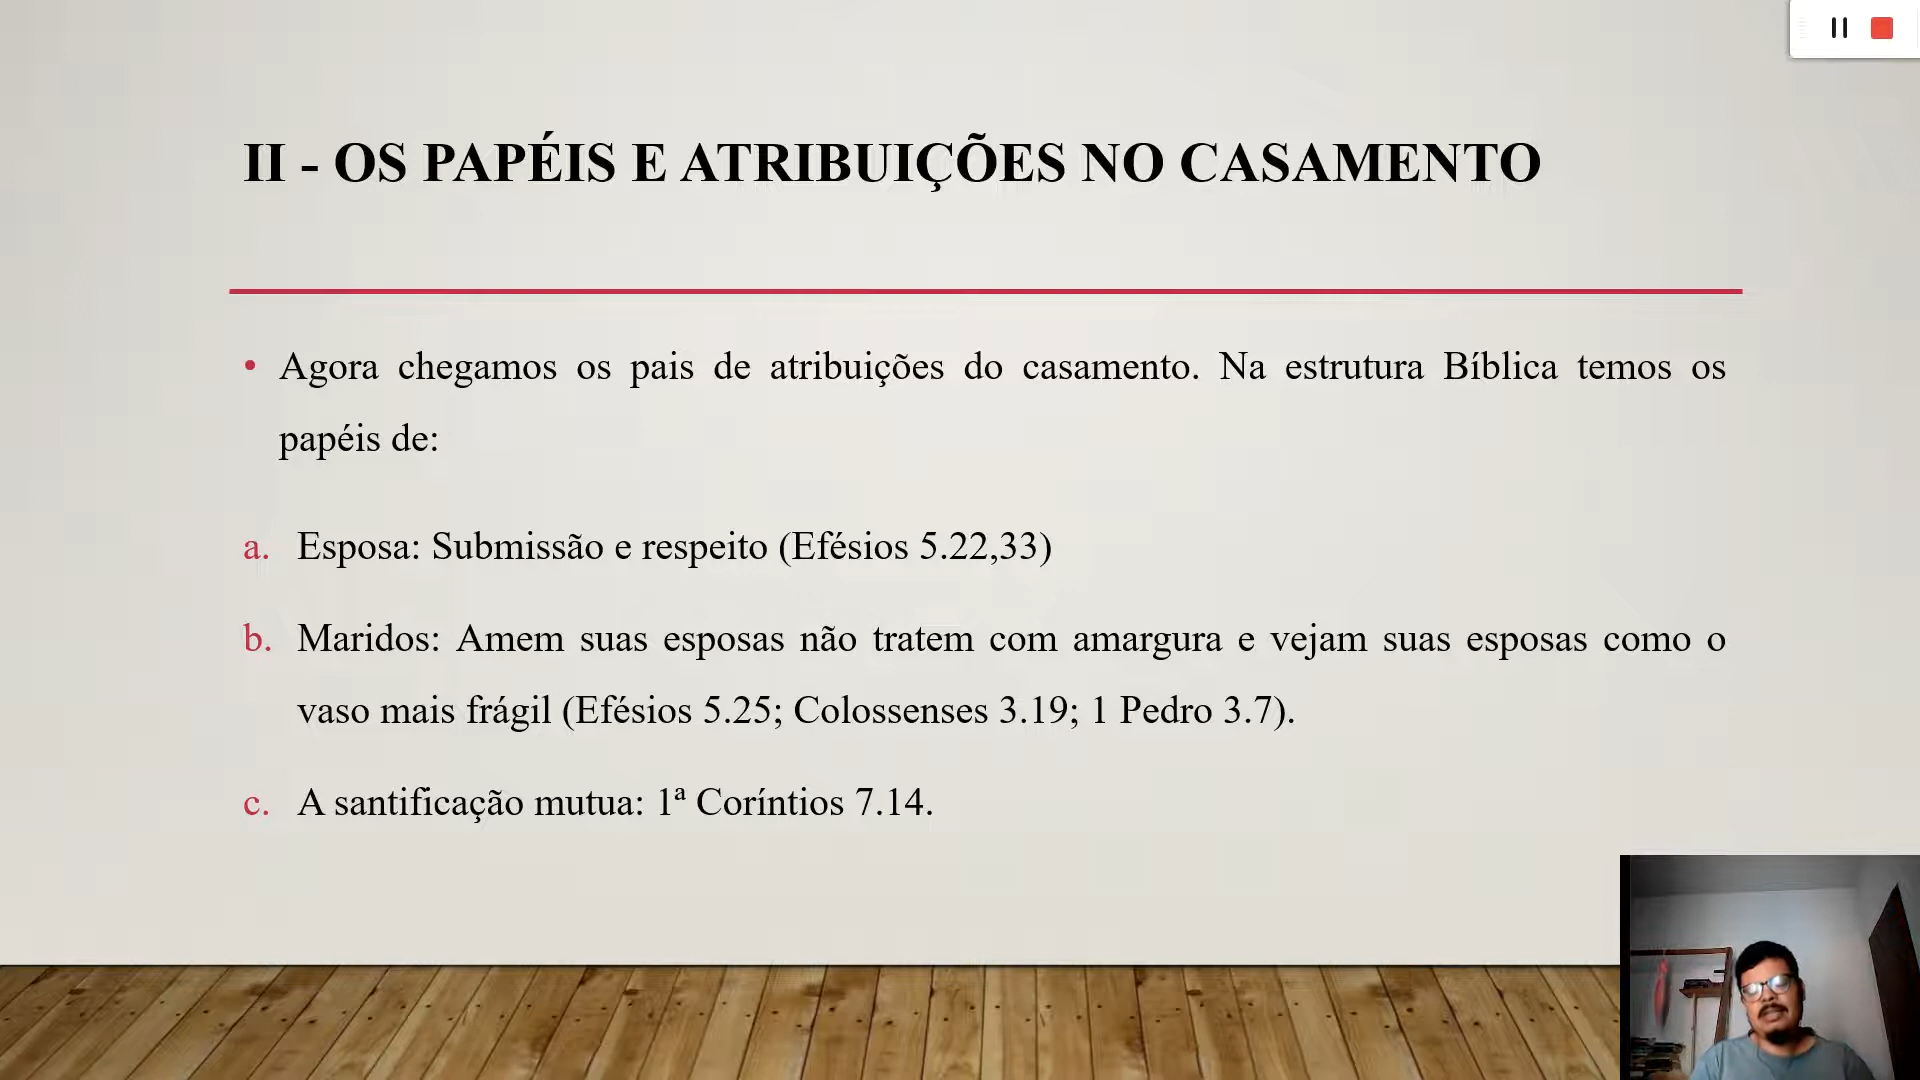 II - OS PAPÉIS E ATRIBUIÇÕES NO CASAMENTO
• Agora chegamos os pais de atribuições do casamento. Na estrutura Bíblica temos os
papéis de:
a. Esposa: Submissão e respeito (Efésios 5.22,33)
b. Maridos: Amem suas esposas não tratem com amargura e vejam suas esposas como o
vaso mais frágil (Efésios 5.25; Colossenses 3.19; 1 Pedro 3.7).
c. A santificação mutua: 1ª Coríntios 7.14.